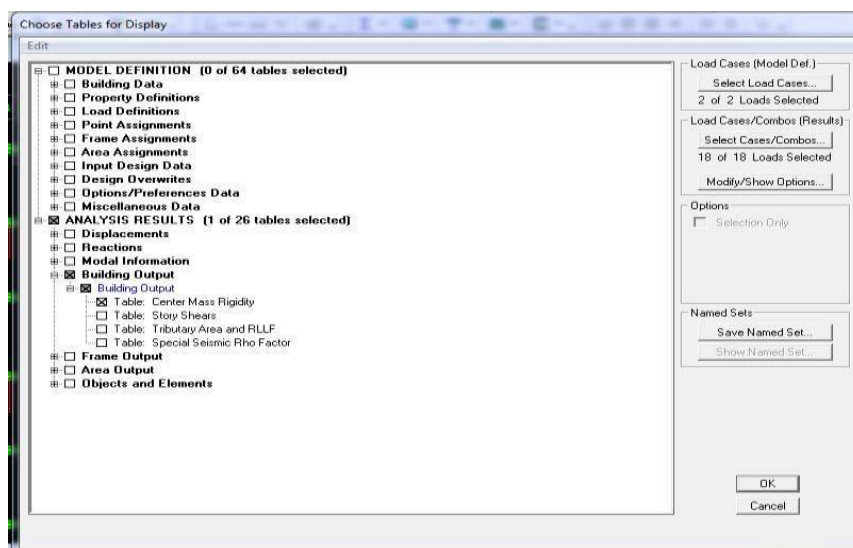 Choose Tables for Display
Edit
MODEL DEFINITION (0 of 64 tables selected)
Building Data
Property Definitions
Load Definitions
Point Assignments
Frame Assignments
Area Assignments
Input Design Data
Design Overwrites
Options/Preferences Data
Miscellaneous Data
ANALYSIS RESULTS (1 of 26 tables selected)
Displacements
Reactions
Modal Information
Building Output
Building Output
Table: Center Mass Rigidity
Table: Story Shears
Table: Tributary Area and RLLF
Table: Special Seismic Rho Factor
Frame Output
Area Output
Objects and Elements
Load Cases (Model Def.)
Select Load Cases...
2 of 2 Loads Selected
Load Cases/Combos (Results)
Select Cases/Combos...
18 of 18 Loads Selected
Modify/Show Options...
Options
Selection Only
Named Sets
Save Named Set...
Show Named Set...
OK
Cancel